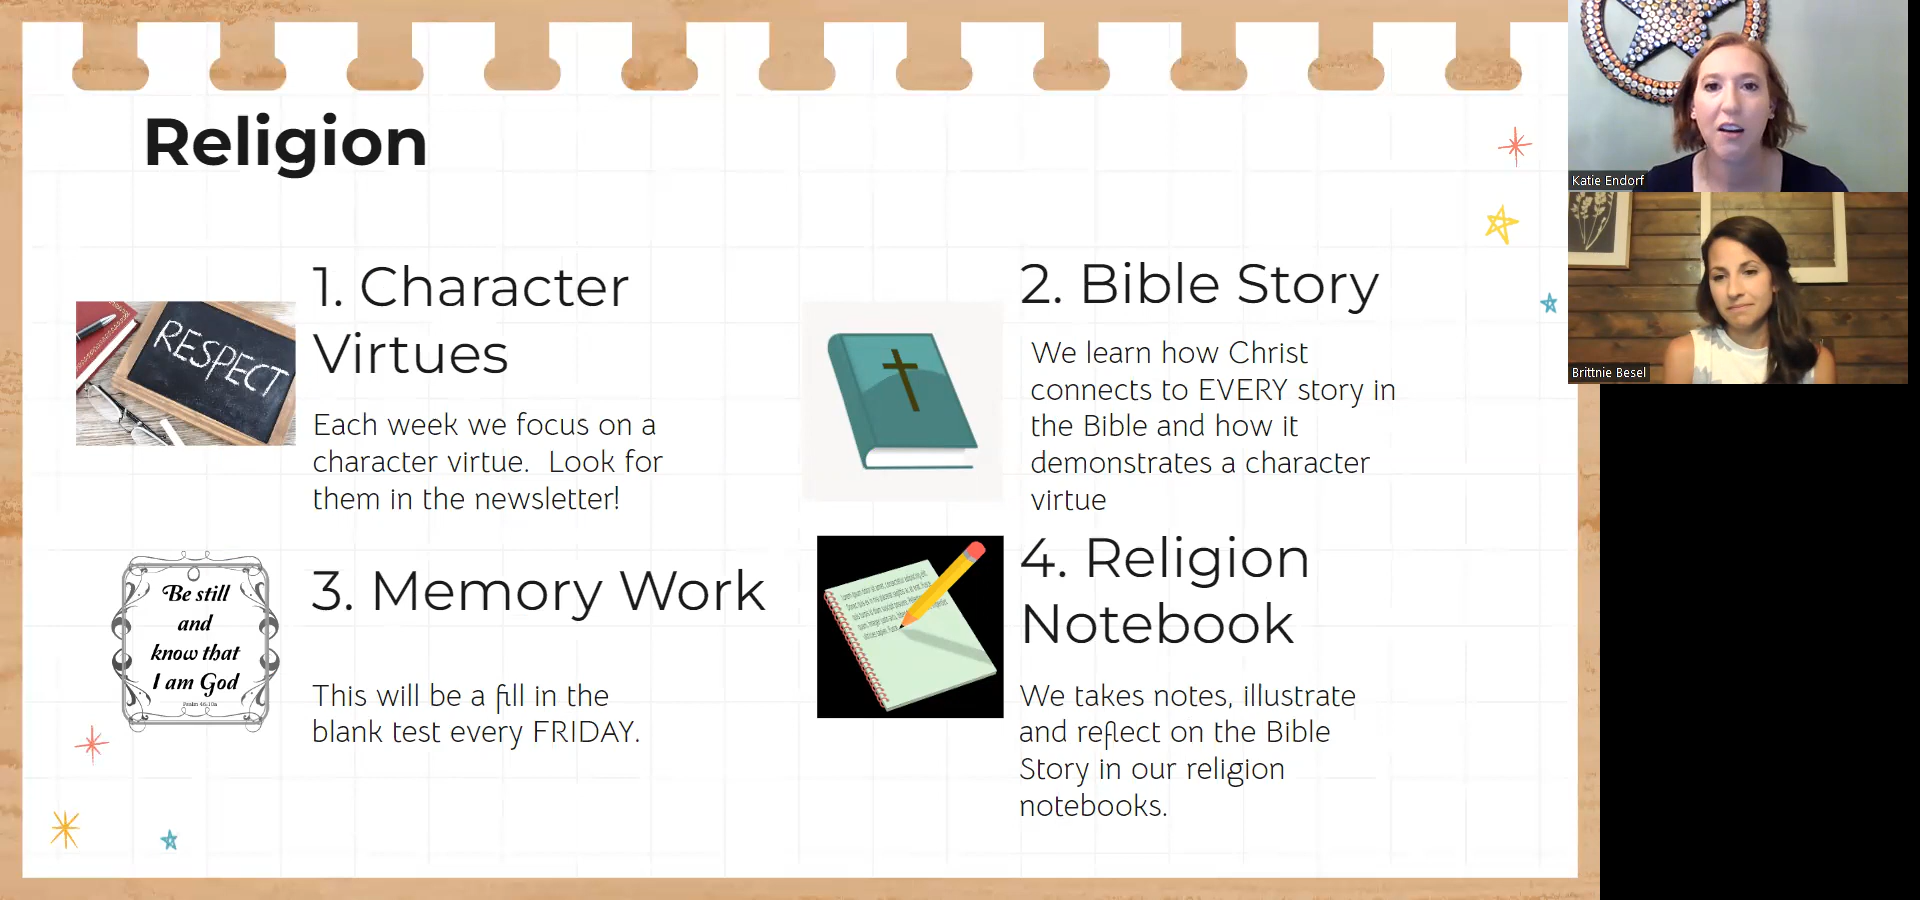 Religion
1. Character
Virtues
Each week we focus on a
character virtue.  Look for
them in the newsletter!
RESPECT
2. Bible Story
We learn how Christ
connects to EVERY story in
the Bible and how it
demonstrates a character
virtue
3. Memory Work
This will be a fill in the
blank test every FRIDAY.
Be still
and
know that
I am God
Psalm 46:10a
4. Religion
Notebook
We takes notes, illustrate
and reflect on the Bible
Story in our religion
notebooks.
Katie Endorf
Brittnie Besel